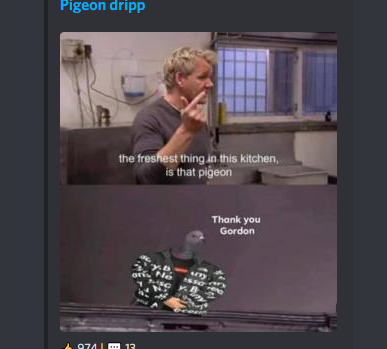 Pigeon dripp
the freshest thing in this kitchen,
is that pigeon
Thank you
Gordon
974 | 13